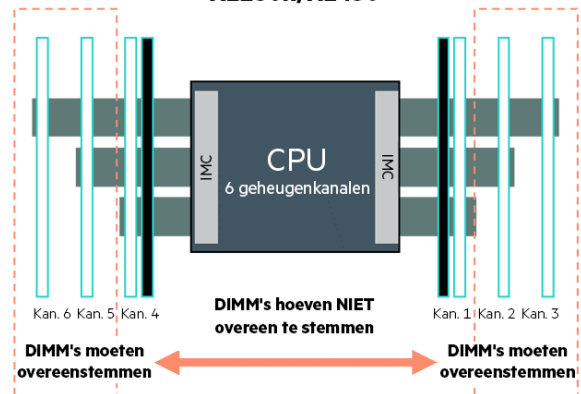 IMC
CPU
6 geheugenkanalen
IMC
Kan. 6 Kan. 5 Kan. 4
Kan. 1 Kan. 2 Kan. 3
DIMM's hoeven NIET
overeen te stemmen
DIMM's moeten
overeenstemmen
DIMM's moeten
overeenstemmen